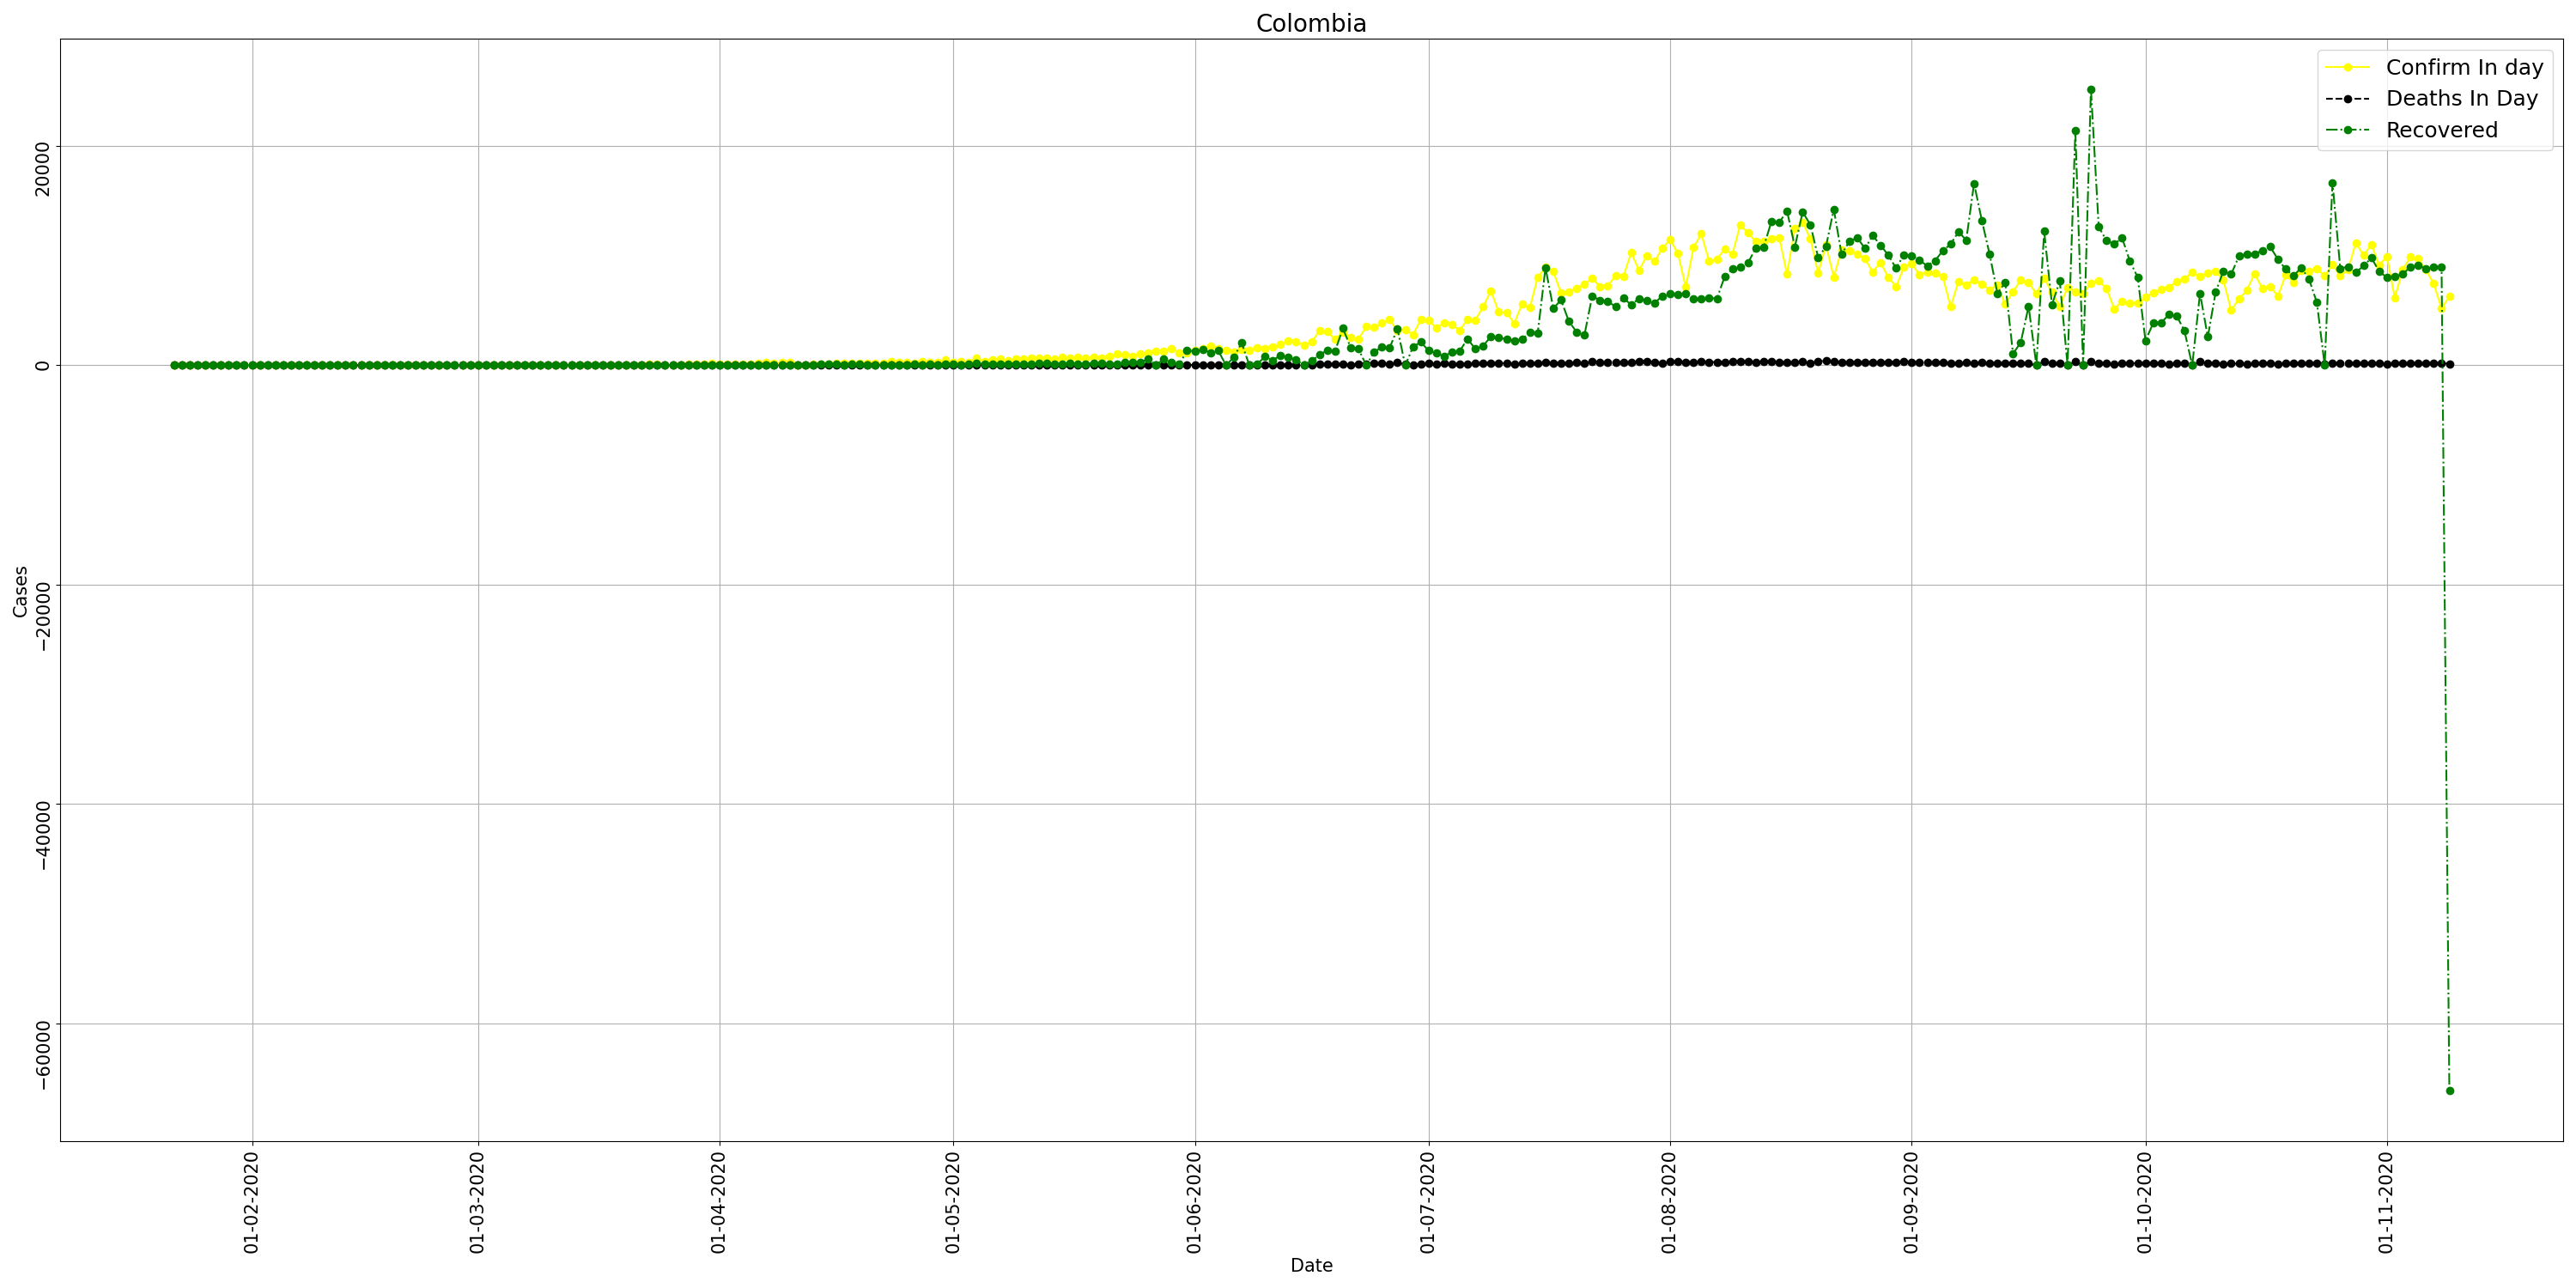 Colombia
Confirm In day
Deaths In Day
Recovered
Cases
20000
0
−20000
−40000
−60000
01-02-2020
01-03-2020
01-04-2020
01-05-2020
01-06-2020
01-07-2020
01-08-2020
01-09-2020
01-10-2020
01-11-2020
Date